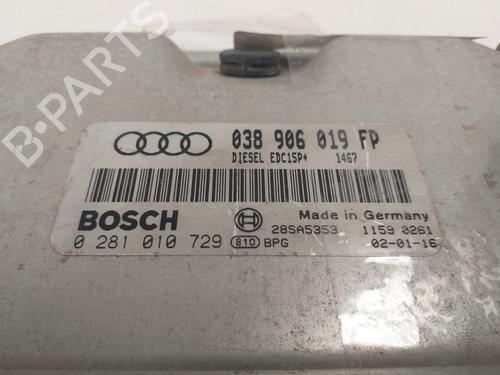 B-PARTS
038 906 019 FP
DIESEL EDC15P+ 1467
BOSCH
Made in Germany
28SA5353 1159 0261
0 281 010 729 810 BPG 02-01-16